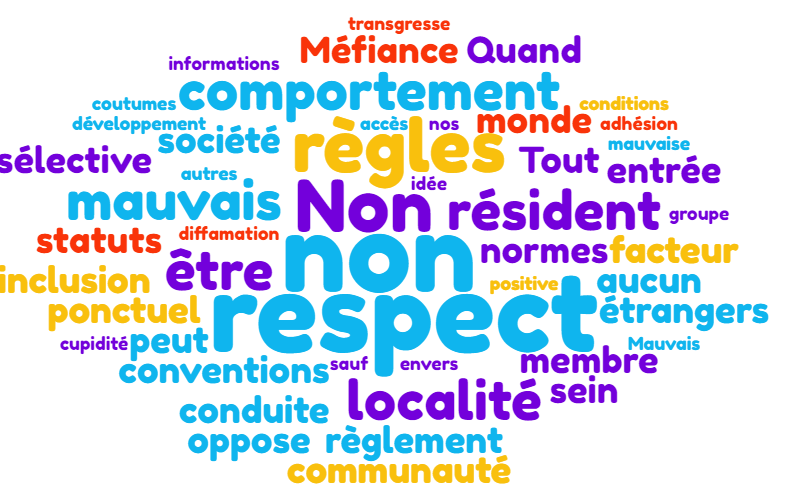 transgresse
Méfiance Quand
informations
comportement
coutumes conditions
développement accès nos monde adhésion
société règles mauvaise
sélective Tout entrée
autres idée
mauvais Non résident groupe
statuts diffamation
être non normes facteur
inclusion positive aucun
ponctuel respect étrangers
cupidité peut Mauvais
conventions sauf envers membre
localité sein
conduite
oppose règlement
communauté